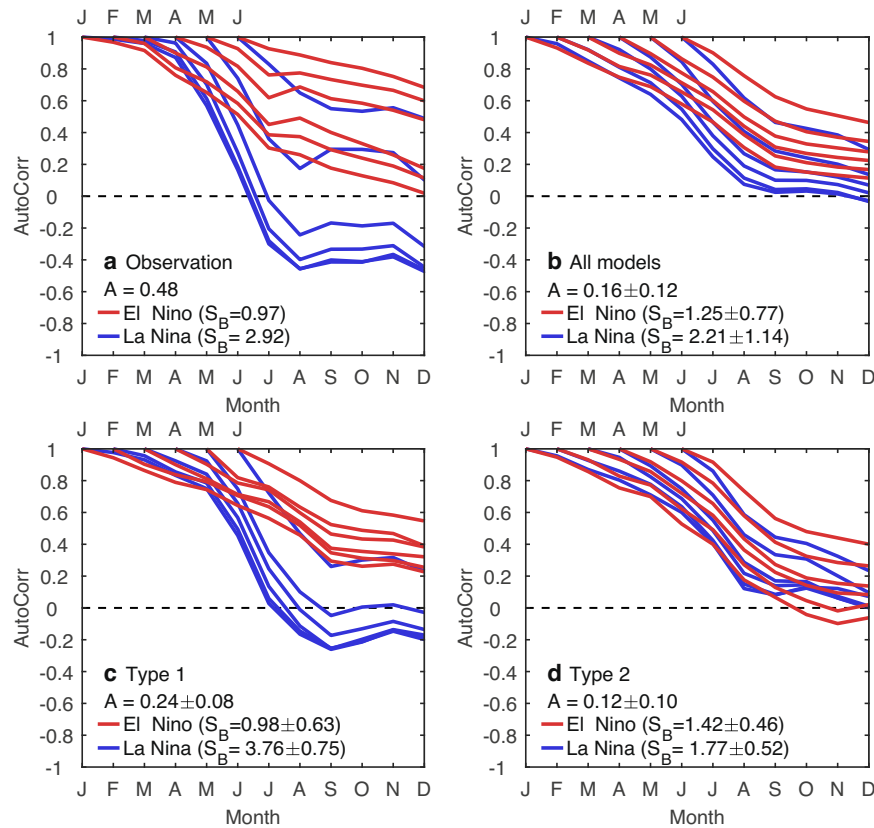 J F M A M J
J F M A M J
1
0.8
0.6
0.4
0.2
0
-0.2
-0.4
-0.6
-0.8
-1
AutoCorr
a Observation
A = 0.48
El Nino (S_B=0.97)
La Nina (S_B= 2.92)
J F M A M J J A S O N D
Month
1
0.8
0.6
0.4
0.2
0
-0.2
-0.4
-0.6
-0.8
-1
AutoCorr
b All models
A = 0.16±0.12
El Nino (S_B=1.25±0.77)
La Nina (S_B= 2.21±1.14)
J F M A M J J A S O N D
Month
J F M A M J
J F M A M J
1
0.8
0.6
0.4
0.2
0
-0.2
-0.4
-0.6
-0.8
-1
AutoCorr
c Type 1
A = 0.24±0.08
El Nino (S_B=0.98±0.63)
La Nina (S_B= 3.76±0.75)
J F M A M J J A S O N D
Month
1
0.8
0.6
0.4
0.2
0
-0.2
-0.4
-0.6
-0.8
-1
AutoCorr
d Type 2
A = 0.12±0.10
El Nino (S_B=1.42±0.46)
La Nina (S_B= 1.77±0.52)
J F M A M J J A S O N D
Month